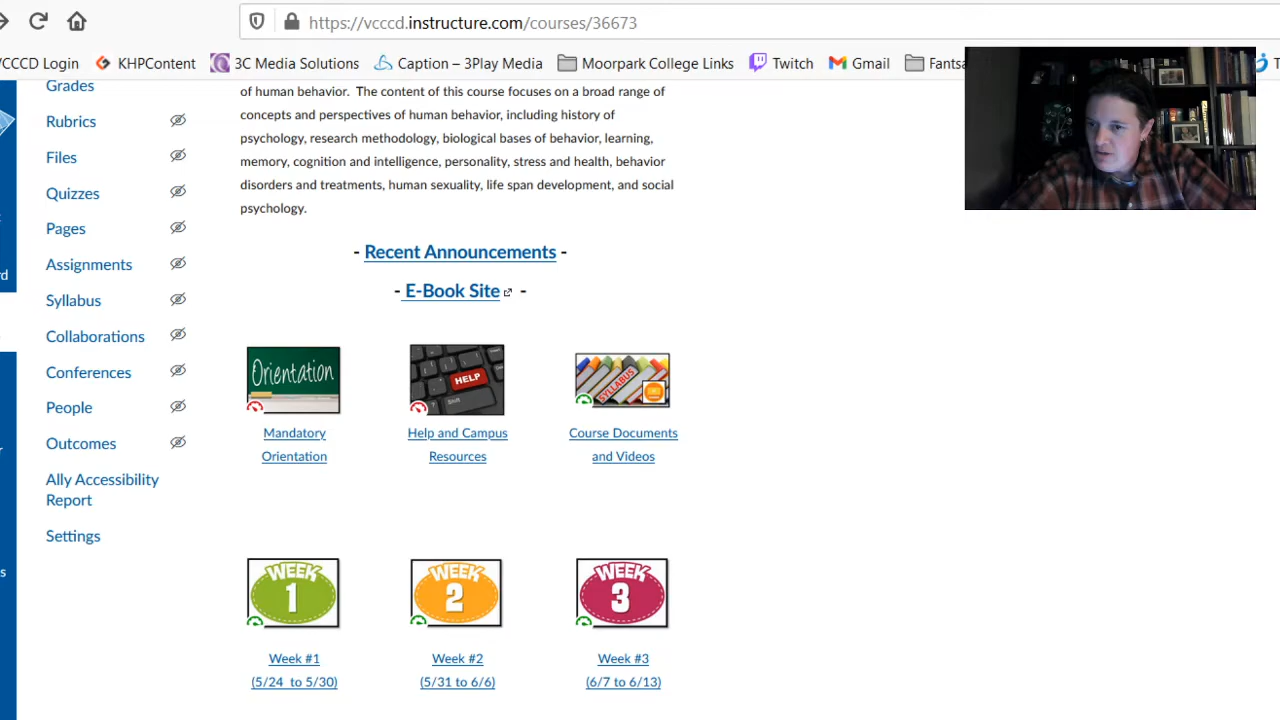 https://vcccd.instructure.com/courses/36673
VCCCD Login
KHPContent
3C Media Solutions
Caption – 3Play Media
Moorpark College Links
Twitch
Gmail
Fantsa
T
Grades
Rubrics
Files
Quizzes
Pages
Assignments
Syllabus
Collaborations
Conferences
People
Outcomes
Ally Accessibility
Report
Settings
rd
r
s
of human behavior. The content of this course focuses on a broad range of
concepts and perspectives of human behavior, including history of
psychology, research methodology, biological bases of behavior, learning,
memory, cognition and intelligence, personality, stress and health, behavior
disorders and treatments, human sexuality, life span development, and social
psychology.
- Recent Announcements -
- E-Book Site -
Orientation
HELP
Shift
SYLLABUS
Mandatory
Orientation
Help and Campus
Resources
Course Documents
and Videos
WEEK
1
WEEK
2
WEEK
3
Week #1
(5/24 to 5/30)
Week #2
(5/31 to 6/6)
Week #3
(6/7 to 6/13)